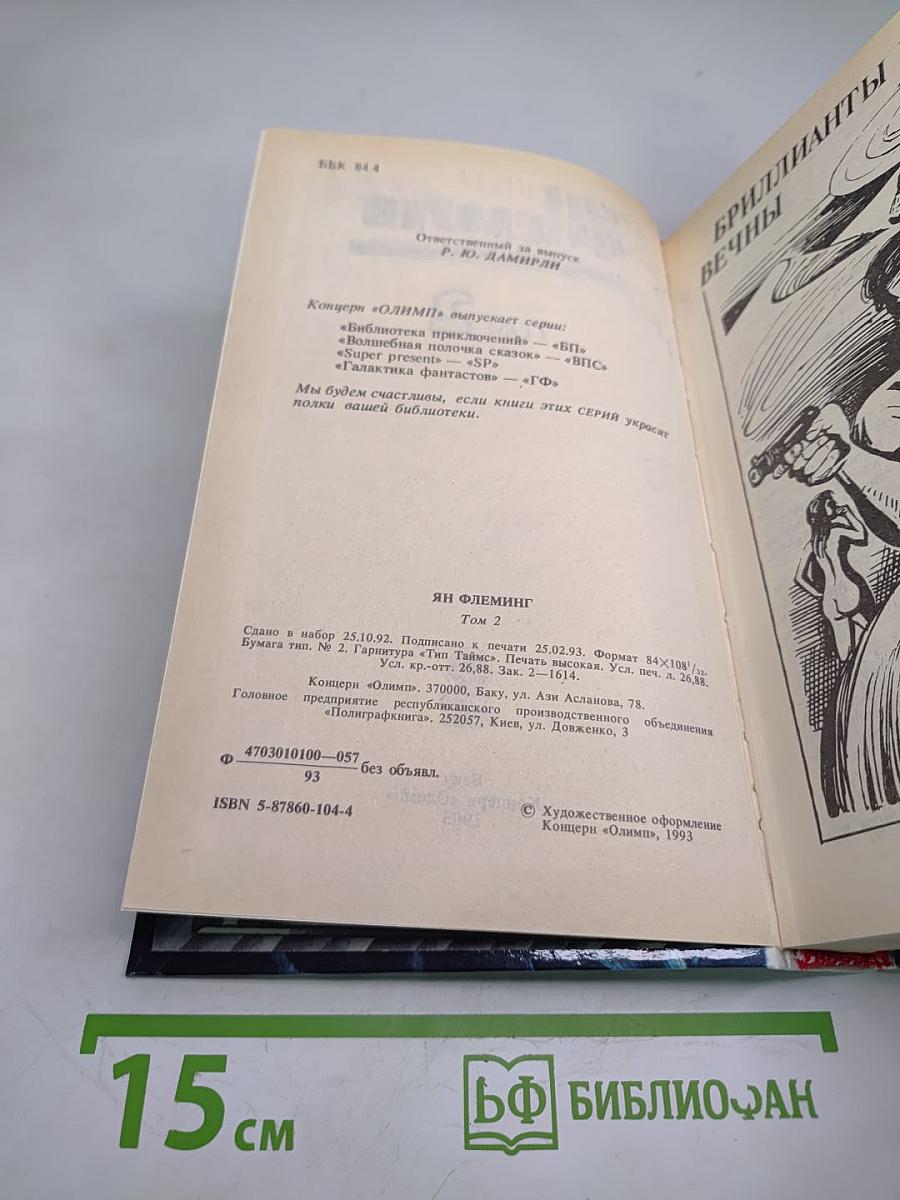 ББК 84.4
Ответственный за выпуск
Р. Ю. ДАМИРЛИ
Концерн «ОЛИМП» выпускает серии:
«Библиотека приключений» — «БП»
«Волшебная полочка сказок» — «ВПС»
«Super present» — «SP»
«Галактика фантастов» — «ГФ»
Мы будем счастливы, если книги этих СЕРИЙ украсят
полки вашей библиотеки.
ЯН ФЛЕМИНГ
Том 2
Сдано в набор 25.10.92. Подписано к печати 25.02.93. Формат 84×108¹/₃₂.
Бумага тип. № 2. Гарнитура «Тип Таймс». Печать высокая. Усл. печ. л. 26,88.
Усл. кр.-отт. 26,88. Зак. 2—1614.
Концерн «Олимп». 370000, Баку, ул. Ази Асланова, 78.
Головное предприятие республиканского производственного объединения
«Полиграфкнига». 252057, Киев, ул. Довженко, 3
Ф 4703010100—057 без объявл.
93
ISBN 5-87860-104-4
© Художественное оформление
Концерн «Олимп», 1993
БРИЛЛИАНТЫ
ВЕЧНЫ
15 см
БФ БИБЛИОФАН